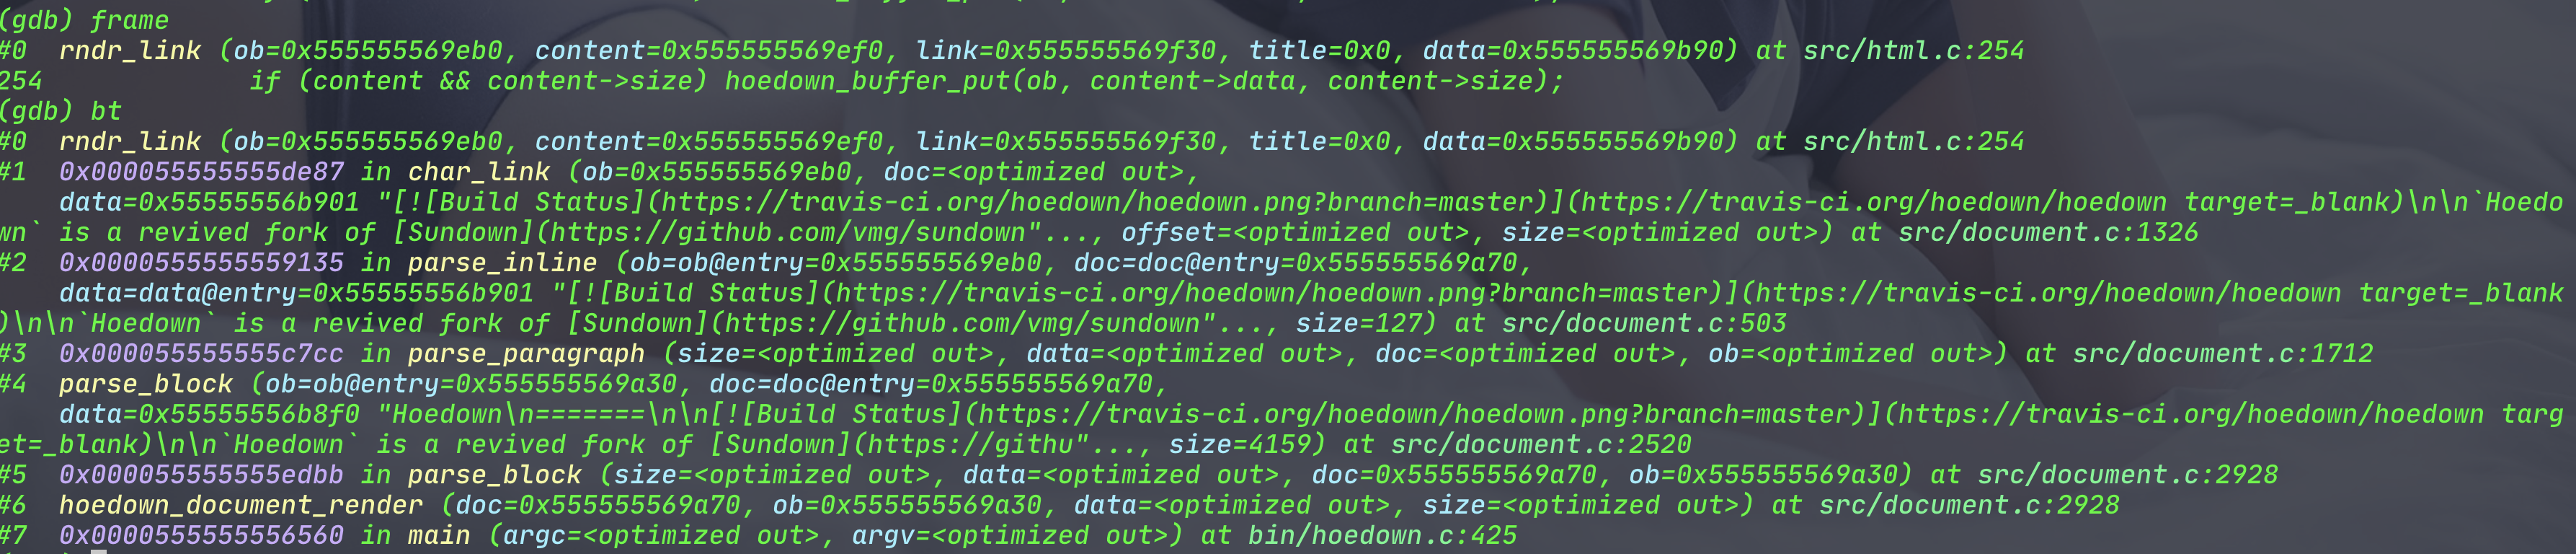 (gdb) frame
#0  rndr_link (ob=0x555555569eb0, content=0x555555569ef0, link=0x555555569f30, title=0x0, data=0x555555569b90) at src/html.c:254
254             if (content && content->size) hoedown_buffer_put(ob, content->data, content->size);
(gdb) bt
#0  rndr_link (ob=0x555555569eb0, content=0x555555569ef0, link=0x555555569f30, title=0x0, data=0x555555569b90) at src/html.c:254
#1  0x000055555555de87 in char_link (ob=0x555555569eb0, doc=<optimized out>,
    data=0x55555556b901 "[![Build Status](https://travis-ci.org/hoedown/hoedown.png?branch=master)](https://travis-ci.org/hoedown/hoedown target=_blank)\n\n`Hoedo
wn` is a revived fork of [Sundown](https://github.com/vmg/sundown"..., offset=<optimized out>, size=<optimized out>) at src/document.c:1326
#2  0x0000555555559135 in parse_inline (ob=ob@entry=0x555555569eb0, doc=doc@entry=0x555555569a70,
    data=data@entry=0x55555556b901 "[![Build Status](https://travis-ci.org/hoedown/hoedown.png?branch=master)](https://travis-ci.org/hoedown/hoedown target=_blank
)\n\n`Hoedown` is a revived fork of [Sundown](https://github.com/vmg/sundown"..., size=127) at src/document.c:503
#3  0x000055555555c7cc in parse_paragraph (size=<optimized out>, data=<optimized out>, doc=<optimized out>, ob=<optimized out>) at src/document.c:1712
#4  parse_block (ob=ob@entry=0x555555569a30, doc=doc@entry=0x555555569a70,
    data=0x55555556b8f0 "Hoedown\n=======\n\n[![Build Status](https://travis-ci.org/hoedown/hoedown.png?branch=master)](https://travis-ci.org/hoedown/hoedown targ
et=_blank)\n\n`Hoedown` is a revived fork of [Sundown](https://githu"..., size=4159) at src/document.c:2520
#5  0x000055555555edbb in parse_block (size=<optimized out>, data=<optimized out>, doc=0x555555569a70, ob=0x555555569a30) at src/document.c:2928
#6  hoedown_document_render (doc=0x555555569a70, ob=0x555555569a30, data=<optimized out>, size=<optimized out>) at src/document.c:2928
#7  0x0000555555556560 in main (argc=<optimized out>, argv=<optimized out>) at bin/hoedown.c:425